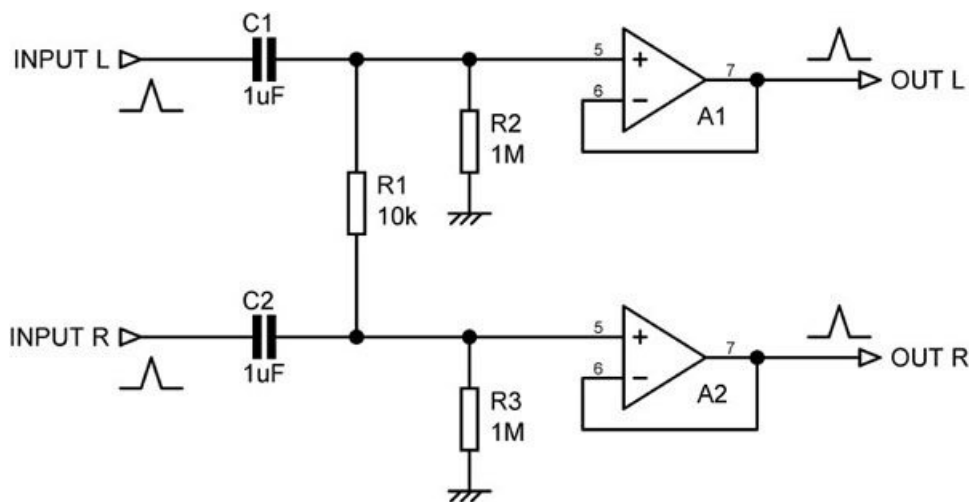 C1
INPUT L
1uF
5
6
7
A1
OUT L
R2
1M
R1
10k
C2
INPUT R
1uF
5
6
7
A2
OUT R
R3
1M